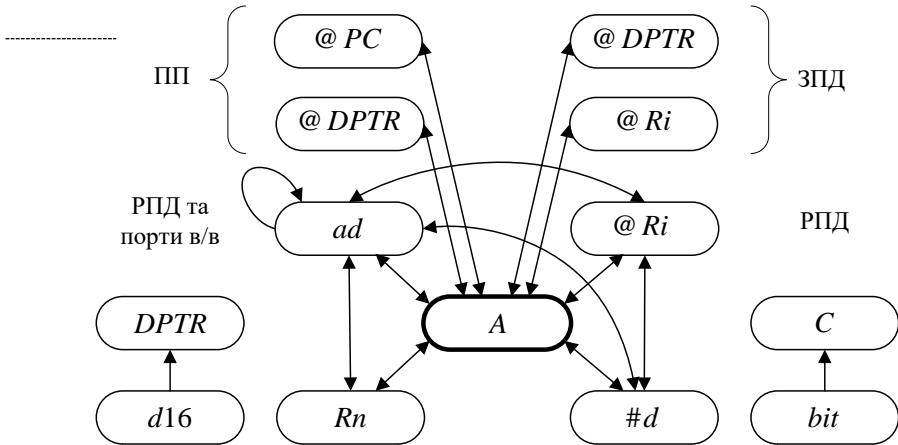 @ PC
@ DPTR
ПП
ЗПД
@ DPTR
@ Ri
РПД та
порти в/в
ad
@ Ri
РПД
DPTR
A
C
d16
Rn
#d
bit